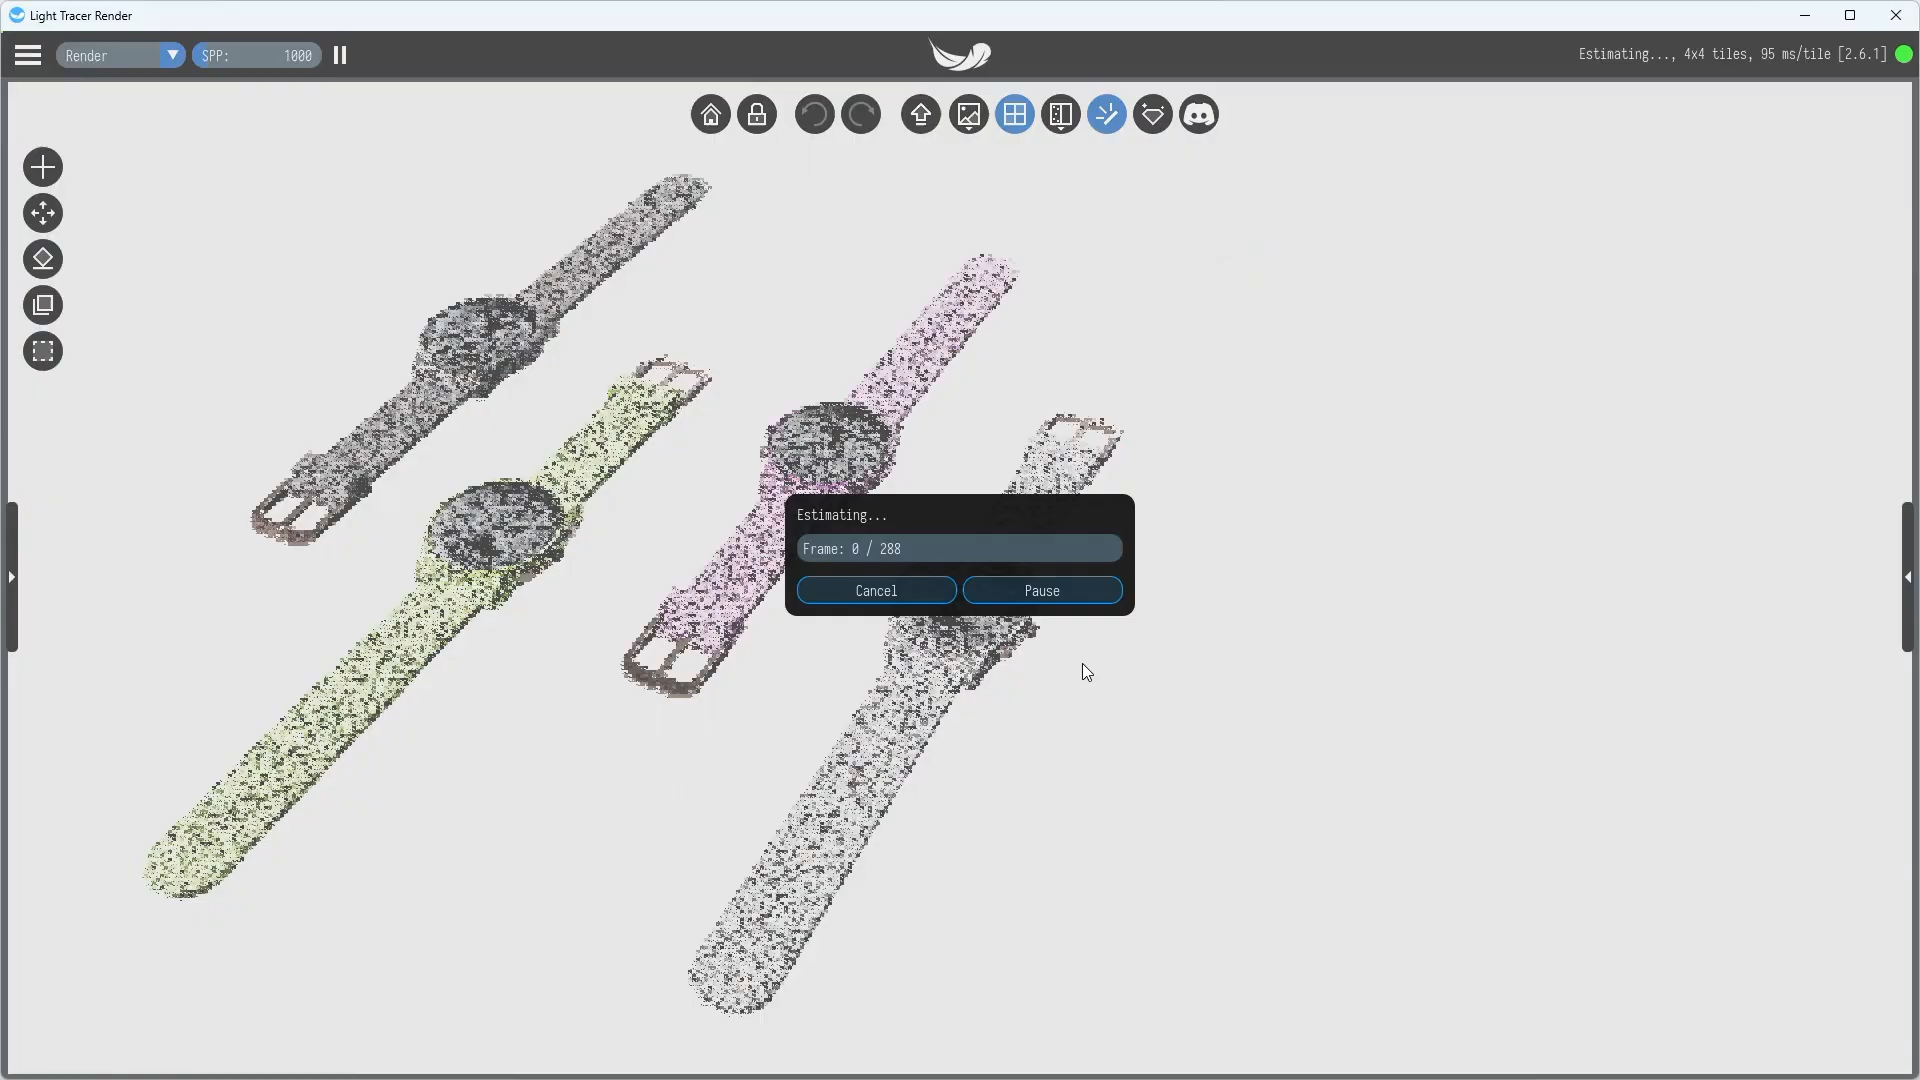 Light Tracer Render
Render
SPP: 1000
Estimating..., 4x4 tiles, 95 ms/tile [2.6.1]
Estimating...
Frame: 0 / 288
Cancel
Pause